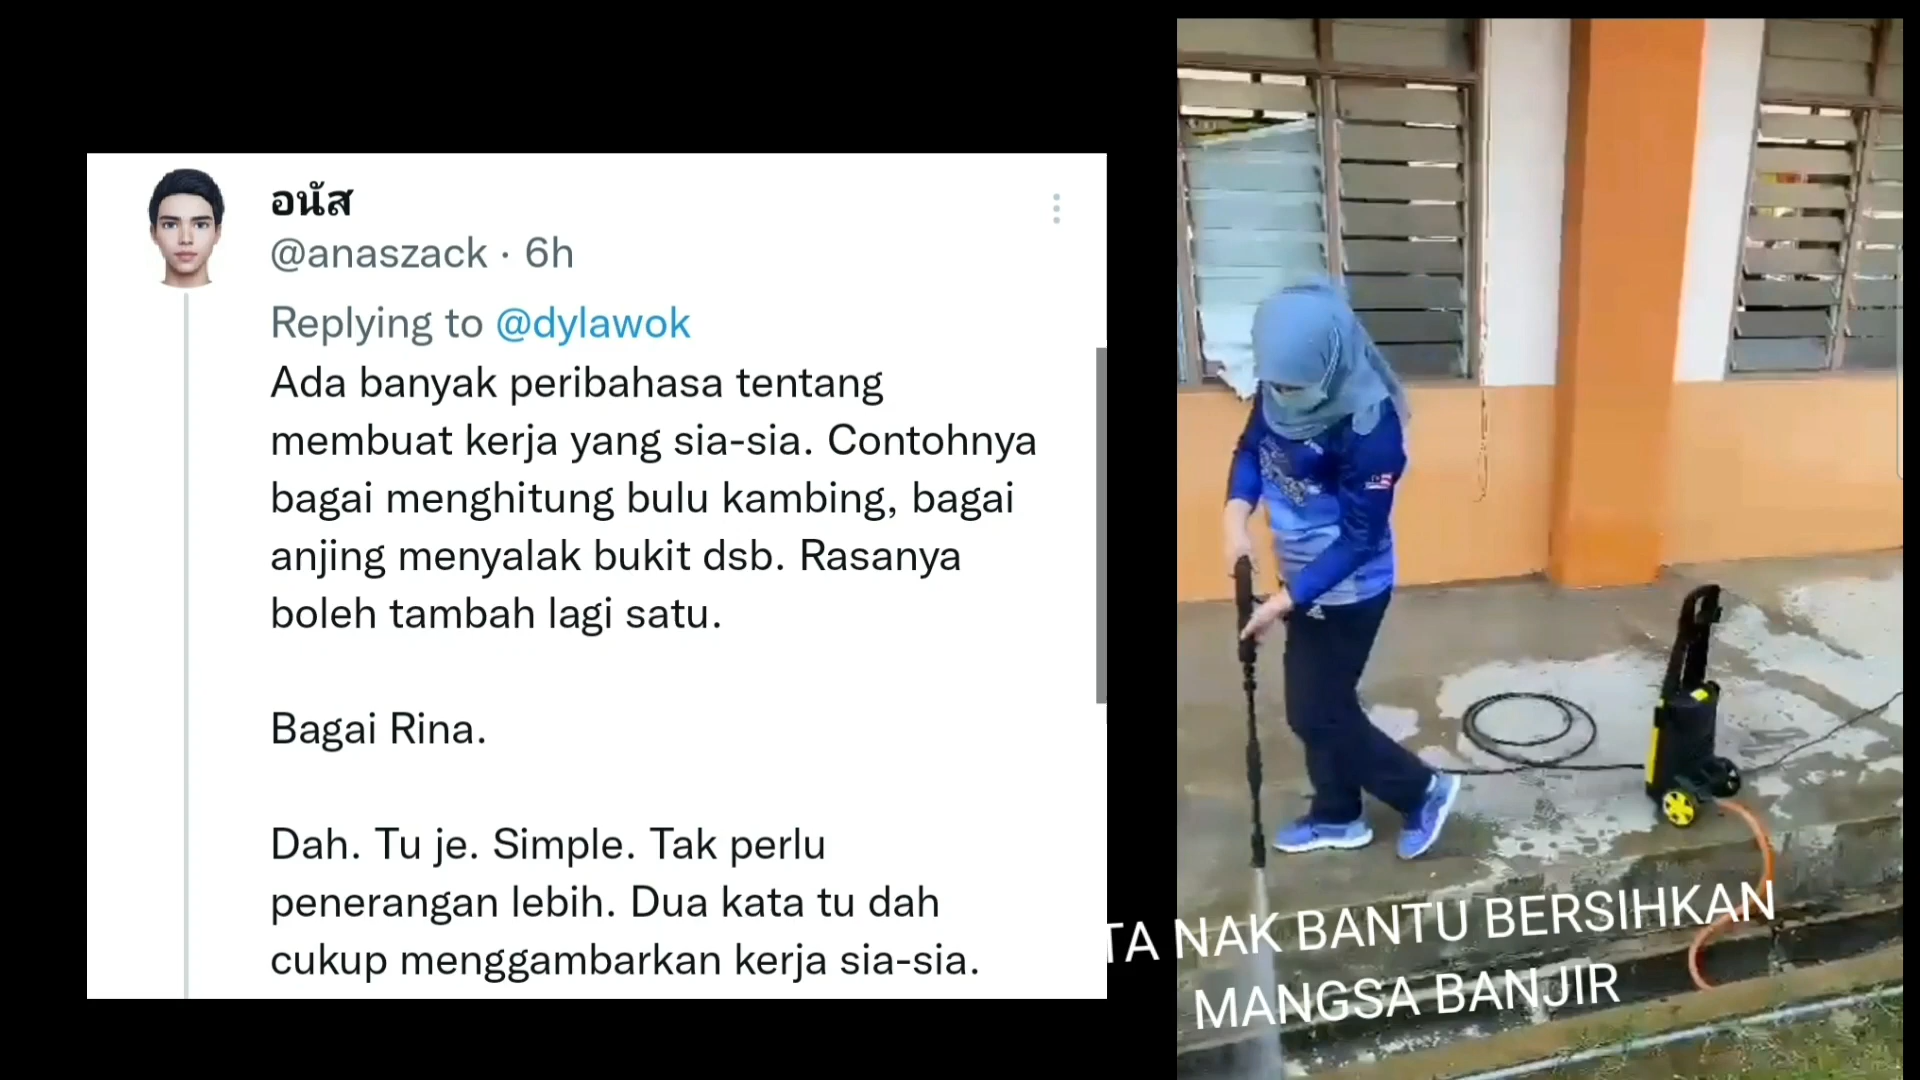 อนัส
@anaszack · 6h
Replying to @dylawok
Ada banyak peribahasa tentang
membuat kerja yang sia-sia. Contohnya
bagai menghitung bulu kambing, bagai
anjing menyalak bukit dsb. Rasanya
boleh tambah lagi satu.
Bagai Rina.
Dah. Tu je. Simple. Tak perlu
penerangan lebih. Dua kata tu dah
cukup menggambarkan kerja sia-sia.
TA NAK BANTU BERSIHKAN
MANGSA BANJIR